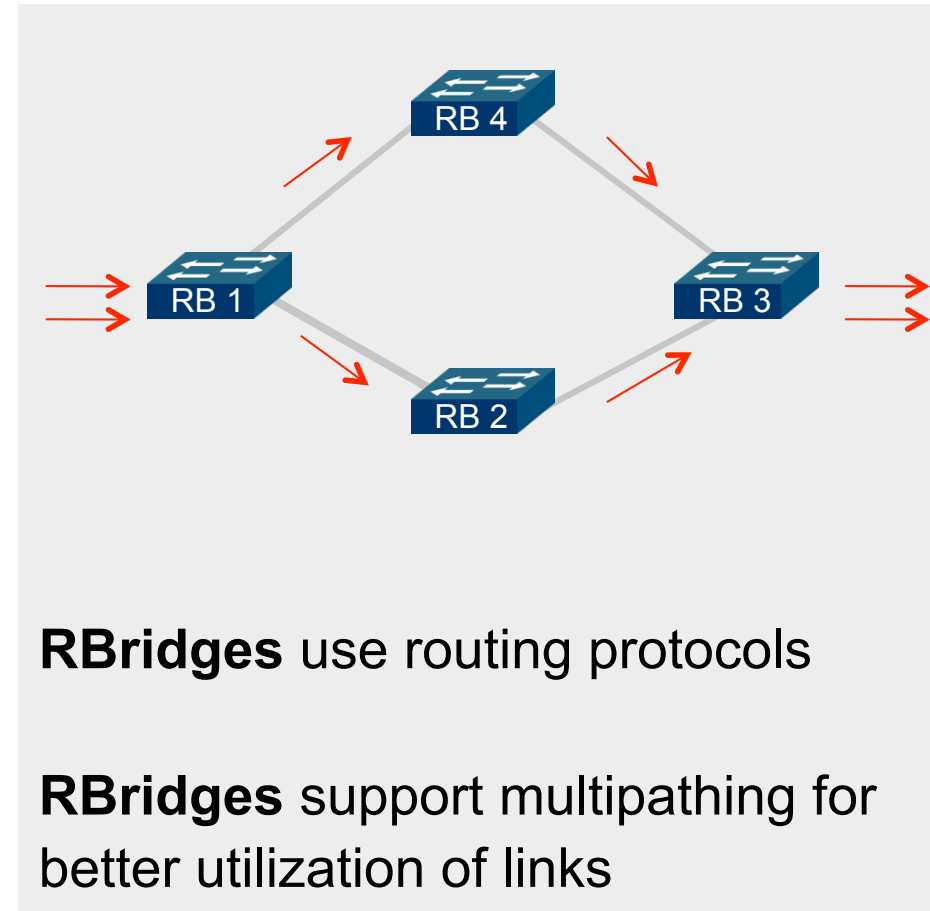 RB 4
RB 1
RB 3
RB 2
RBridges use routing protocols
RBridges support multipathing for
better utilization of links